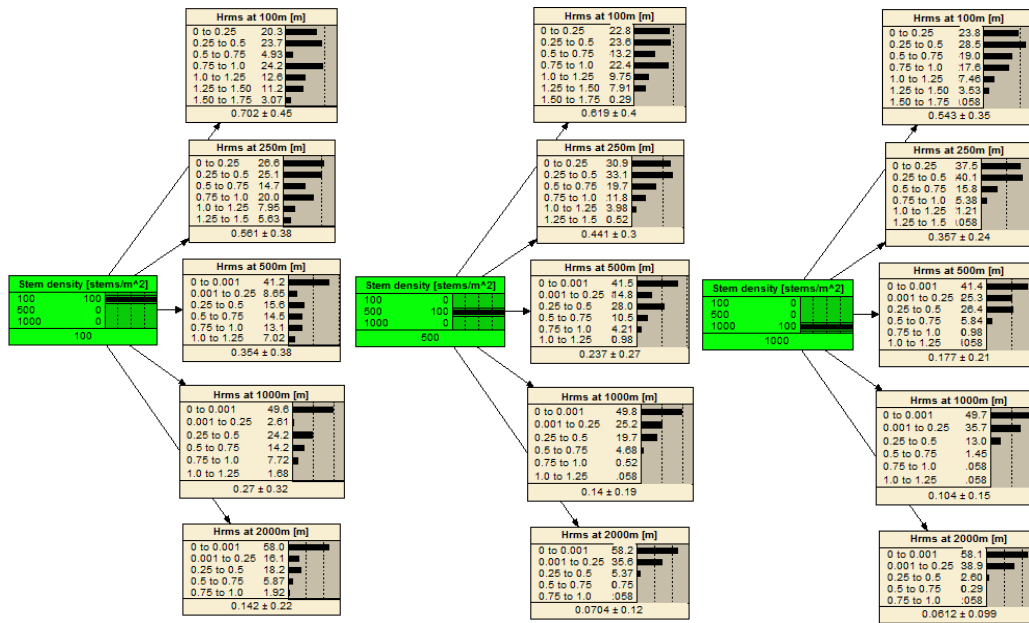 Hrms at 100m [m]
0 to 0.25 20.3
0.25 to 0.5 23.7
0.5 to 0.75 4.93
0.75 to 1.0 24.2
1.0 to 1.25 12.6
1.25 to 1.50 11.2
1.50 to 1.75 3.07
0.702 ± 0.45
Hrms at 250m [m]
0 to 0.25 26.6
0.25 to 0.5 25.1
0.5 to 0.75 14.7
0.75 to 1.0 20.0
1.0 to 1.25 7.95
1.25 to 1.5 5.63
0.561 ± 0.38
Stem density [stems/m^2]
100 100
500 0
1000 0
100
Hrms at 500m [m]
0 to 0.001 41.2
0.001 to 0.25 8.65
0.25 to 0.5 15.6
0.5 to 0.75 14.5
0.75 to 1.0 13.1
1.0 to 1.25 7.02
0.354 ± 0.38
Hrms at 1000m [m]
0 to 0.001 49.6
0.001 to 0.25 2.61
0.25 to 0.5 24.2
0.5 to 0.75 14.2
0.75 to 1.0 7.72
1.0 to 1.25 1.68
0.27 ± 0.32
Hrms at 2000m [m]
0 to 0.001 58.0
0.001 to 0.25 16.1
0.25 to 0.5 18.2
0.5 to 0.75 5.87
0.75 to 1.0 1.92
0.142 ± 0.22
Hrms at 100m [m]
0 to 0.25 22.8
0.25 to 0.5 23.6
0.5 to 0.75 13.2
0.75 to 1.0 22.4
1.0 to 1.25 9.75
1.25 to 1.50 7.91
1.50 to 1.75 0.29
0.619 ± 0.4
Hrms at 250m [m]
0 to 0.25 30.9
0.25 to 0.5 33.1
0.5 to 0.75 19.7
0.75 to 1.0 11.8
1.0 to 1.25 3.98
1.25 to 1.5 0.52
0.441 ± 0.3
Stem density [stems/m^2]
100 0
500 100
1000 0
500
Hrms at 500m [m]
0 to 0.001 41.5
0.001 to 0.25 14.8
0.25 to 0.5 28.0
0.5 to 0.75 10.5
0.75 to 1.0 4.21
1.0 to 1.25 0.98
0.237 ± 0.27
Hrms at 1000m [m]
0 to 0.001 49.8
0.001 to 0.25 25.2
0.25 to 0.5 19.7
0.5 to 0.75 4.68
0.75 to 1.0 0.52
1.0 to 1.25 .058
0.14 ± 0.19
Hrms at 2000m [m]
0 to 0.001 58.2
0.001 to 0.25 35.6
0.25 to 0.5 5.37
0.5 to 0.75 0.75
0.75 to 1.0 .058
0.0704 ± 0.12
Hrms at 100m [m]
0 to 0.25 23.8
0.25 to 0.5 28.5
0.5 to 0.75 19.0
0.75 to 1.0 17.6
1.0 to 1.25 7.46
1.25 to 1.50 3.53
1.50 to 1.75 .058
0.543 ± 0.35
Hrms at 250m [m]
0 to 0.25 37.5
0.25 to 0.5 40.1
0.5 to 0.75 15.8
0.75 to 1.0 5.38
1.0 to 1.25 1.21
1.25 to 1.5 .058
0.357 ± 0.24
Stem density [stems/m^2]
100 0
500 0
1000 100
1000
Hrms at 500m [m]
0 to 0.001 41.4
0.001 to 0.25 25.3
0.25 to 0.5 26.4
0.5 to 0.75 5.84
0.75 to 1.0 0.98
1.0 to 1.25 .058
0.177 ± 0.21
Hrms at 1000m [m]
0 to 0.001 49.7
0.001 to 0.25 35.7
0.25 to 0.5 13.0
0.5 to 0.75 1.45
0.75 to 1.0 .058
1.0 to 1.25 .058
0.104 ± 0.15
Hrms at 2000m [m]
0 to 0.001 58.1
0.001 to 0.25 38.9
0.25 to 0.5 2.60
0.5 to 0.75 0.29
0.75 to 1.0 .058
0.0612 ± 0.099